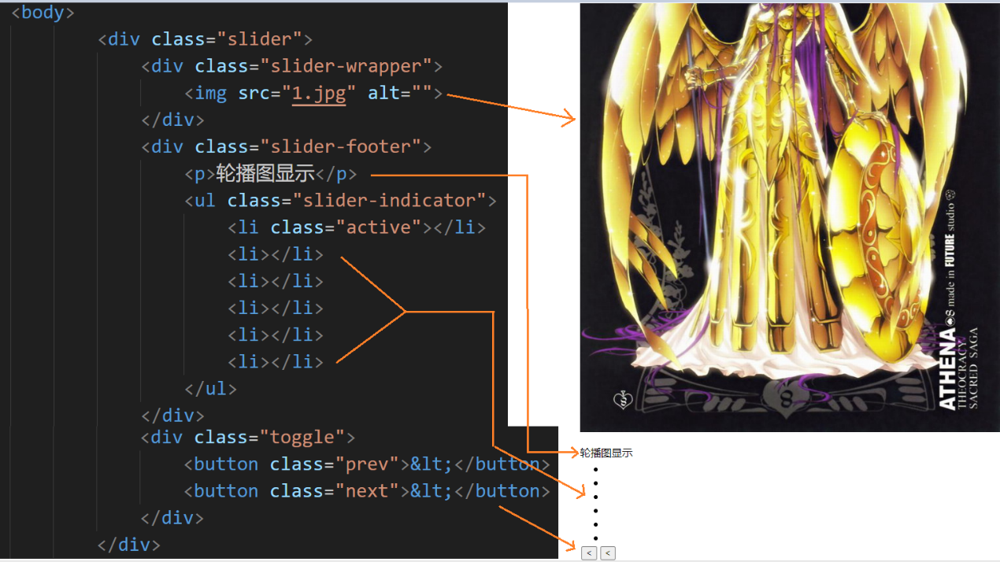 <body>
<div class="slider">
<div class="slider-wrapper">
<img src="1.jpg" alt="">
</div>
<div class="slider-footer">
<p>轮播图显示</p>
<ul class="slider-indicator">
<li class="active"></li>
<li></li>
<li></li>
<li></li>
<li></li>
<li></li>
</ul>
</div>
<div class="toggle">
<button class="prev">&lt;</button>
<button class="next">&lt;</button>
</div>
</div>
ATHENA
made in FUTURE studio
THEOCRACY
SACRED SAGA
轮播图显示
< <